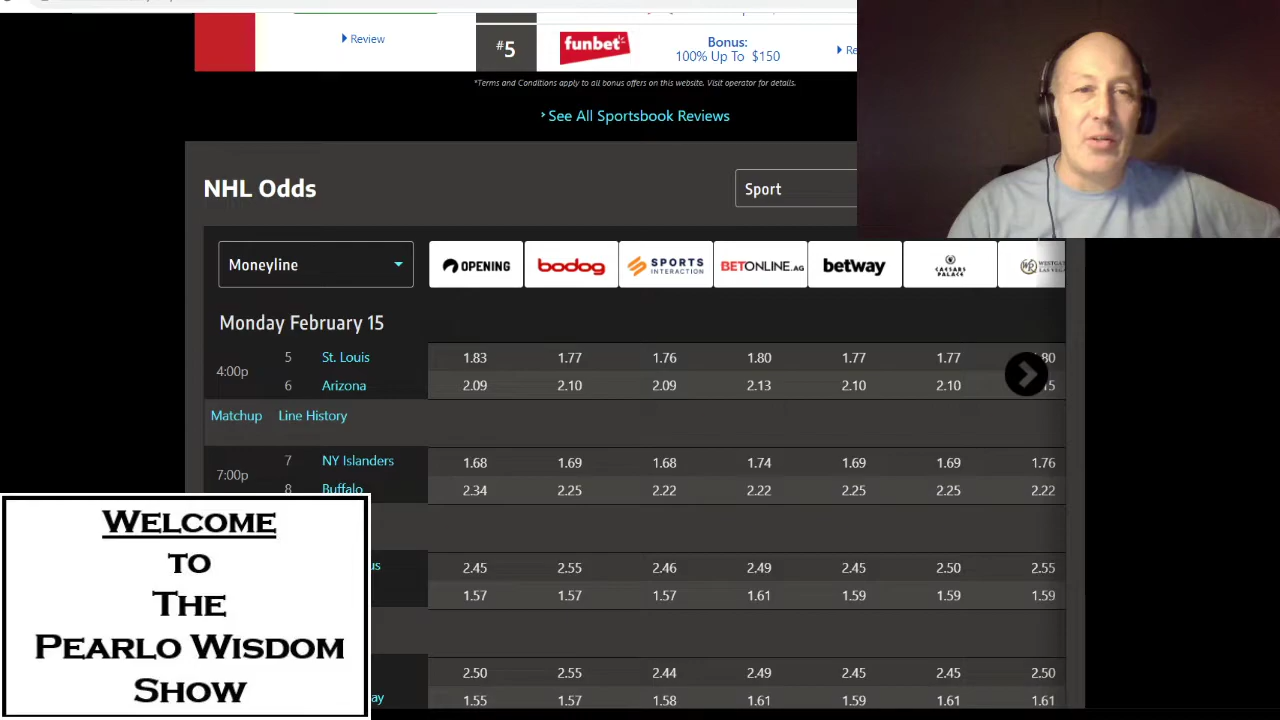 Review
#5
funbet
Bonus:
100% Up To $150
*Terms and Conditions apply to all bonus offers on this website. Visit operator for details.
See All Sportsbook Reviews
NHL Odds
Sport
Moneyline
OPENING
bodog
SPORTS INTERACTION
BETONLINE.AG
betway
CAESARS PALACE
Monday February 15
4:00p
5 St. Louis 1.83 1.77 1.76 1.80 1.77 1.77
6 Arizona 2.09 2.10 2.09 2.13 2.10 2.10
Matchup Line History
7:00p
7 NY Islanders 1.68 1.69 1.68 1.74 1.69 1.69 1.76
8 Buffalo 2.34 2.25 2.22 2.22 2.25 2.25 2.22
2.45 2.55 2.46 2.49 2.45 2.50 2.55
1.57 1.57 1.57 1.61 1.59 1.59 1.59
2.50 2.55 2.44 2.49 2.45 2.45 2.50
1.55 1.57 1.58 1.61 1.59 1.61 1.61
Welcome
to
The
Pearlo Wisdom
Show